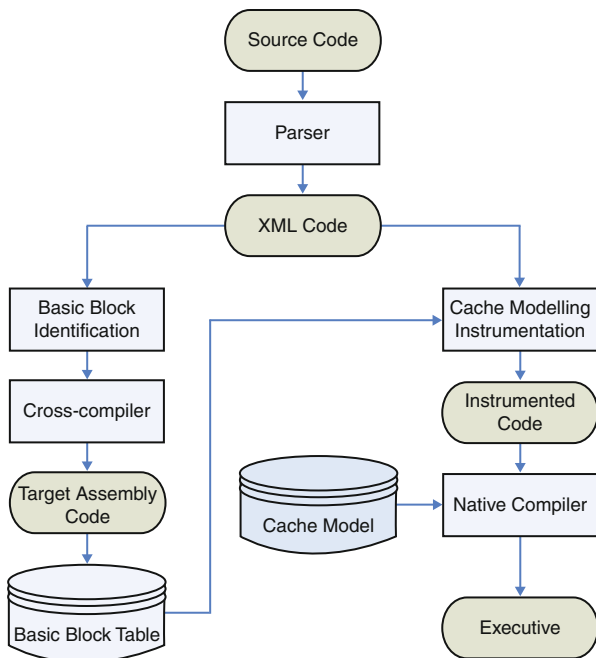 Source Code
Parser
XML Code
Basic Block
Identification
Cache Modelling
Instrumentation
Cross-compiler
Instrumented
Code
Target Assembly
Code
Cache Model
Native Compiler
Basic Block Table
Executive